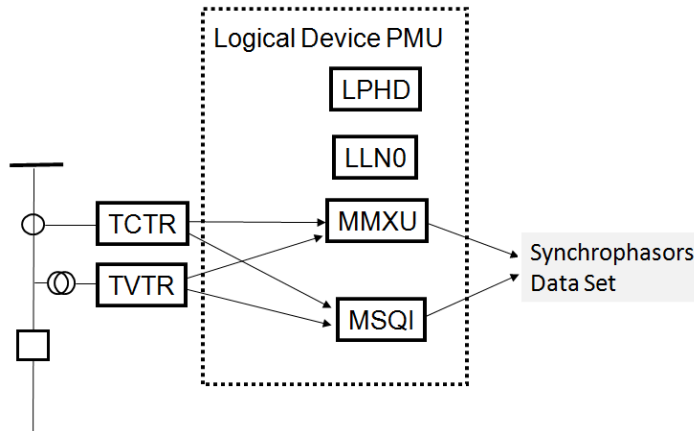 Logical Device PMU
LPHD
LLN0
TCTR
MMXU
TVTR
MSQI
Synchrophasors
Data Set